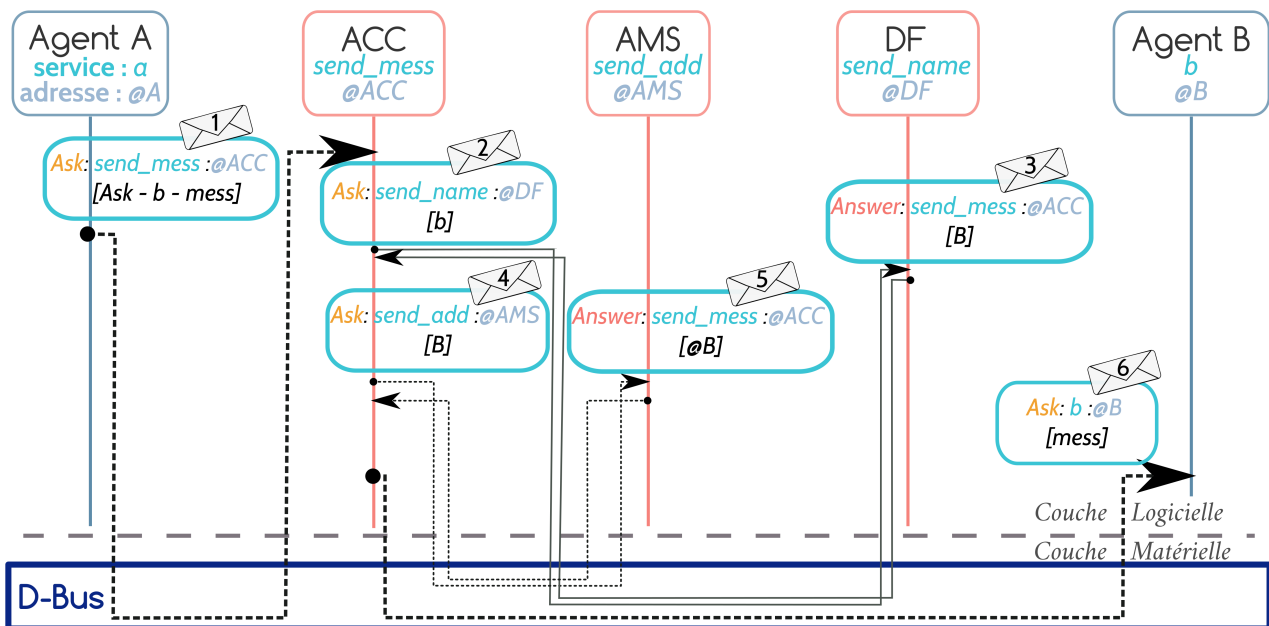 Agent A
service : a
adresse : @A
ACC
send_mess
@ACC
AMS
send_add
@AMS
DF
send_name
@DF
Agent B
b
@B
1
Ask: send_mess :@ACC
[Ask - b - mess]
2
Ask: send_name :@DF
[b]
3
Answer: send_mess :@ACC
[B]
4
Ask: send_add :@AMS
[B]
5
Answer: send_mess :@ACC
[@B]
6
Ask: b :@B
[mess]
Couche Logicielle
Couche Matérielle
D-Bus